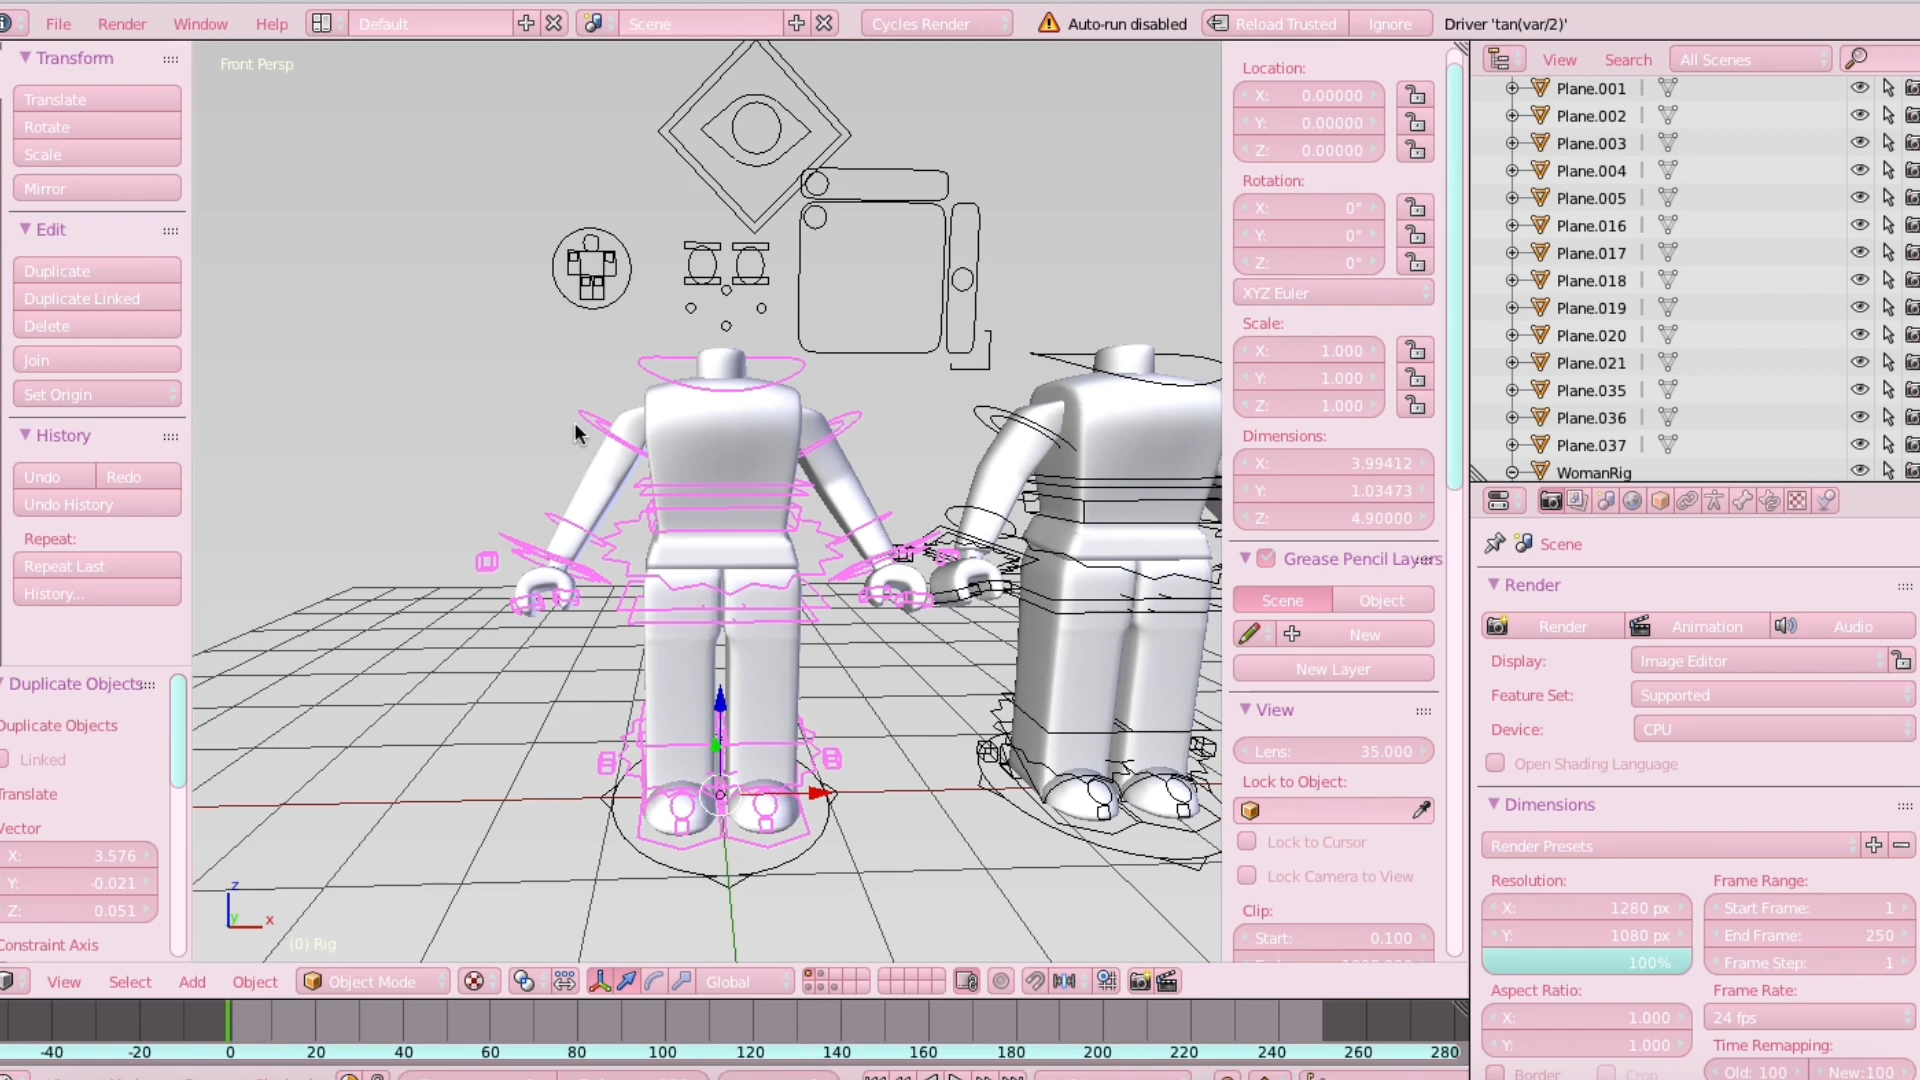 File Render Window Help Default Scene Cycles Render Auto-run disabled Reload Trusted Ignore Driver 'tan(var/2)'
Transform
Translate
Rotate
Scale
Mirror
Edit
Duplicate
Duplicate Linked
Delete
Join
Set Origin
History
Undo Redo
Undo History
Repeat:
Repeat Last
History...
Duplicate Objects
Duplicate Objects
Linked
Translate
Vector
X: 3.576
Y: -0.021
Z: 0.051
Constraint Axis
Front Persp
z
y x
(0) Rig
Location:
X: 0.00000
Y: 0.00000
Z: 0.00000
Rotation:
X: 0°
Y: 0°
Z: 0°
XYZ Euler
Scale:
X: 1.000
Y: 1.000
Z: 1.000
Dimensions:
X: 3.99412
Y: 1.03473
Z: 4.90000
Grease Pencil Layers
Scene Object
New
New Layer
View
Lens: 35.000
Lock to Object:
Lock to Cursor
Lock Camera to View
Clip:
Start: 0.100
View Search All Scenes
Plane.001
Plane.002
Plane.003
Plane.004
Plane.005
Plane.016
Plane.017
Plane.018
Plane.019
Plane.020
Plane.021
Plane.035
Plane.036
Plane.037
WomanRig
Scene
Render
Render Animation Audio
Display: Image Editor
Feature Set: Supported
Device: CPU
Open Shading Language
Dimensions
Render Presets
Resolution: Frame Range:
X: 1280 px Start Frame: 1
Y: 1080 px End Frame: 250
100% Frame Step: 1
Aspect Ratio: Frame Rate:
X: 1.000 24 fps
Y: 1.000 Time Remapping:
Border Crop Old: 100 New:100
View Select Add Object Object Mode Global
-40 -20 0 20 40 60 80 100 120 140 160 180 200 220 240 260 280